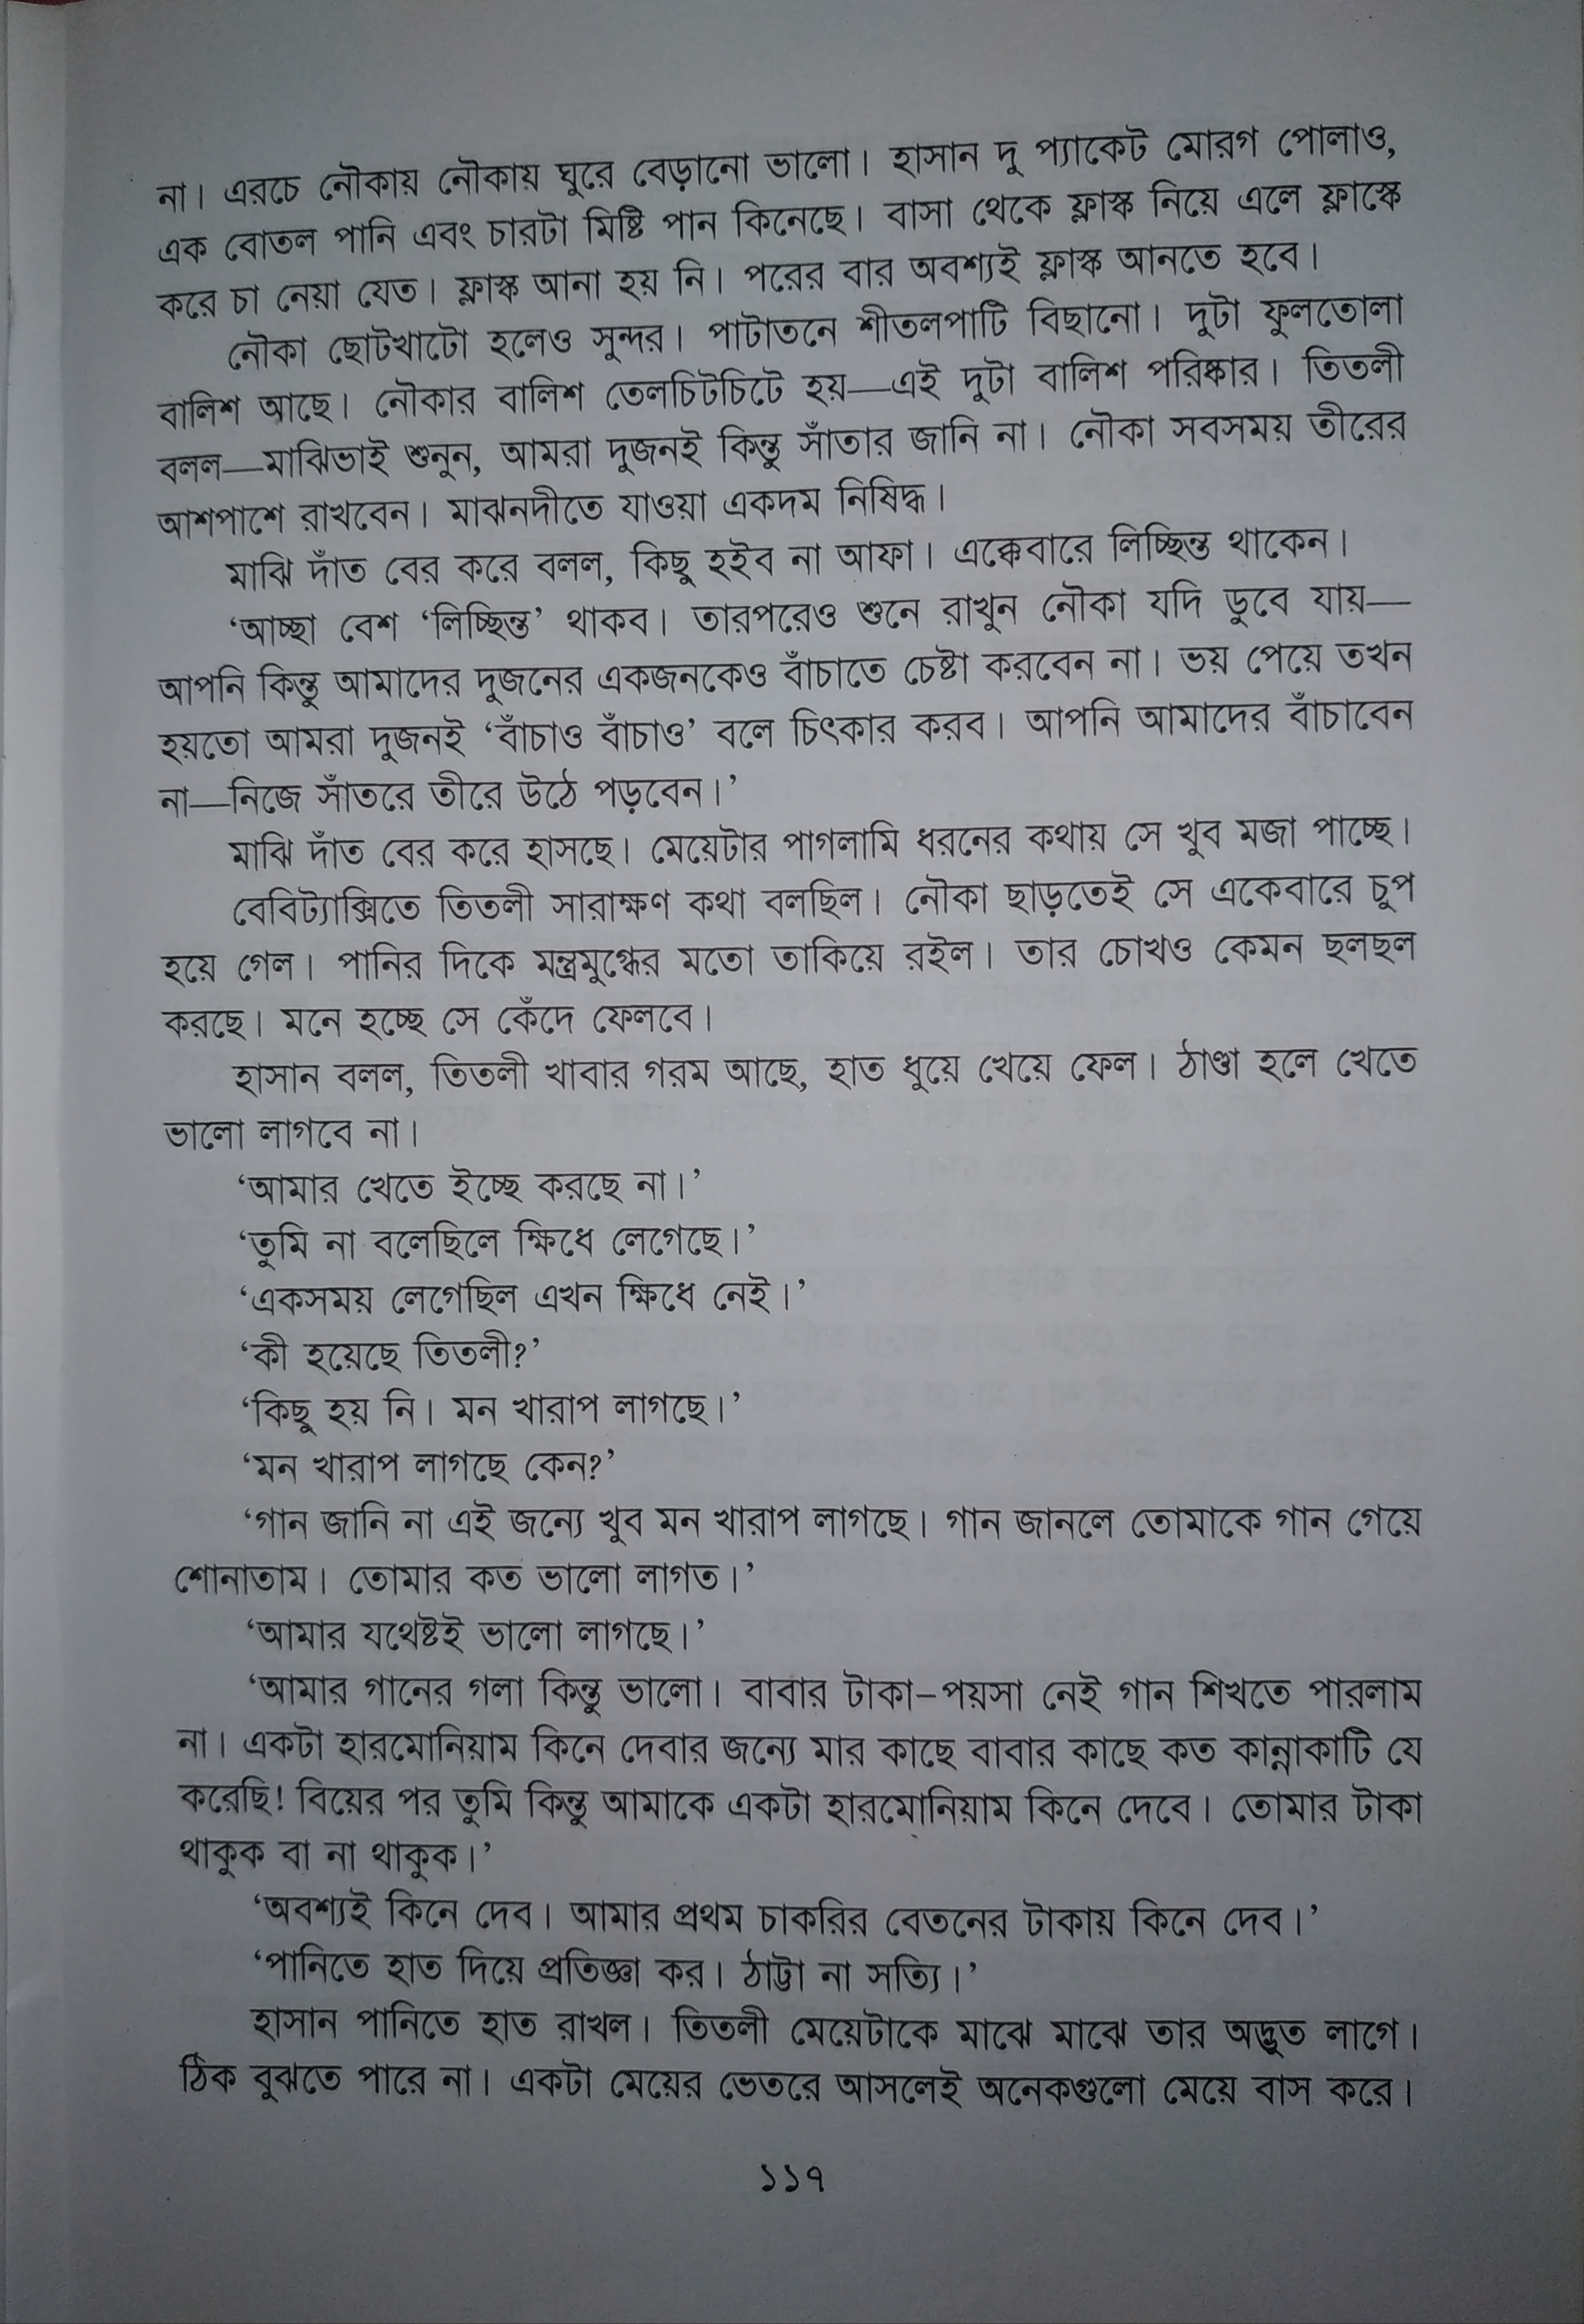 না। এরচে নৌকায় নৌকায় ঘুরে বেড়ানো ভালো। হাসান দু প্যাকেট মোরগ পোলাও,
এক বোতল পানি এবং চারটা মিষ্টি পান কিনেছে। বাসা থেকে ফ্লাস্ক নিয়ে এলে ফ্লাস্কে
করে চা নেয়া যেত। ফ্লাস্ক আনা হয় নি। পরের বার অবশ্যই ফ্লাস্ক আনতে হবে।
নৌকা ছোটখাটো হলেও সুন্দর। পাটাতনে শীতলপাটি বিছানো। দুটা ফুলতোলা
বালিশ আছে। নৌকার বালিশ তেলচিটচিটে হয়—এই দুটা বালিশ পরিষ্কার। তিতলী
বলল—মাঝিভাই শুনুন, আমরা দুজনই কিন্তু সাঁতার জানি না। নৌকা সবসময় তীরের
আশপাশে রাখবেন। মাঝনদীতে যাওয়া একদম নিষিদ্ধ।
মাঝি দাঁত বের করে বলল, কিছু হইব না আফা। এক্কেবারে লিচ্ছিন্ত থাকেন।
‘আচ্ছা বেশ ‘লিচ্ছিন্ত’ থাকব। তারপরেও শুনে রাখুন নৌকা যদি ডুবে যায়—
আপনি কিন্তু আমাদের দুজনের একজনকেও বাঁচাতে চেষ্টা করবেন না। ভয় পেয়ে তখন
হয়তো আমরা দুজনই ‘বাঁচাও বাঁচাও’ বলে চিৎকার করব। আপনি আমাদের বাঁচাবেন
না—নিজে সাঁতরে তীরে উঠে পড়বেন।’
মাঝি দাঁত বের করে হাসছে। মেয়েটার পাগলামি ধরনের কথায় সে খুব মজা পাচ্ছে।
বেবিট্যাক্সিতে তিতলী সারাক্ষণ কথা বলছিল। নৌকা ছাড়তেই সে একেবারে চুপ
হয়ে গেল। পানির দিকে মন্ত্রমুগ্ধের মতো তাকিয়ে রইল। তার চোখও কেমন ছলছল
করছে। মনে হচ্ছে সে কেঁদে ফেলবে।
হাসান বলল, তিতলী খাবার গরম আছে, হাত ধুয়ে খেয়ে ফেল। ঠাণ্ডা হলে খেতে
ভালো লাগবে না।
‘আমার খেতে ইচ্ছে করছে না।’
‘তুমি না বলেছিলে ক্ষিধে লেগেছে।’
‘একসময় লেগেছিল এখন ক্ষিধে নেই।’
‘কী হয়েছে তিতলী?’
‘কিছু হয় নি। মন খারাপ লাগছে।’
‘মন খারাপ লাগছে কেন?’
‘গান জানি না এই জন্যে খুব মন খারাপ লাগছে। গান জানলে তোমাকে গান গেয়ে
শোনাতাম। তোমার কত ভালো লাগত।’
‘আমার যথেষ্টই ভালো লাগছে।’
‘আমার গানের গলা কিন্তু ভালো। বাবার টাকা-পয়সা নেই গান শিখতে পারলাম
না। একটা হারমোনিয়াম কিনে দেবার জন্যে মার কাছে বাবার কাছে কত কান্নাকাটি যে
করেছি! বিয়ের পর তুমি কিন্তু আমাকে একটা হারমোনিয়াম কিনে দেবে। তোমার টাকা
থাকুক বা না থাকুক।’
‘অবশ্যই কিনে দেব। আমার প্রথম চাকরির বেতনের টাকায় কিনে দেব।’
‘পানিতে হাত দিয়ে প্রতিজ্ঞা কর। ঠাট্টা না সত্যি।’
হাসান পানিতে হাত রাখল। তিতলী মেয়েটাকে মাঝে মাঝে তার অদ্ভুত লাগে।
ঠিক বুঝতে পারে না। একটা মেয়ের ভেতরে আসলেই অনেকগুলো মেয়ে বাস করে।
১১৭